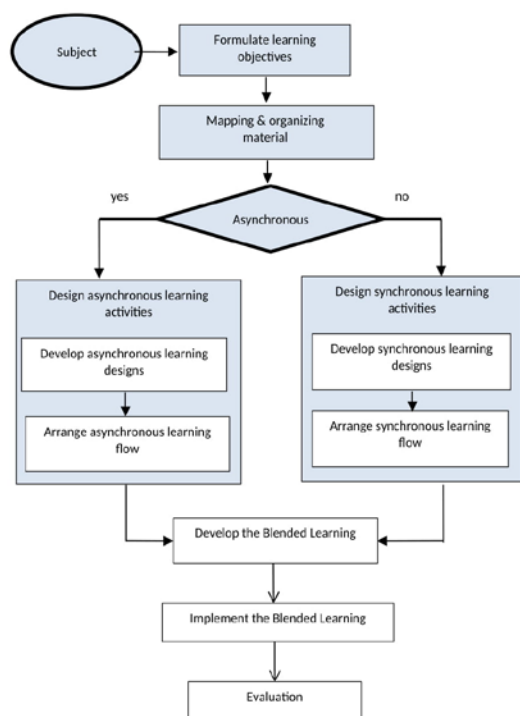 Subject
Formulate learning
objectives
Mapping & organizing
material
yes
Asynchronous
no
Design asynchronous learning
activities
Develop asynchronous learning
designs
Arrange asynchronous learning
flow
Design synchronous learning
activities
Develop synchronous learning
designs
Arrange synchronous learning
flow
Develop the Blended Learning
Implement the Blended Learning
Evaluation